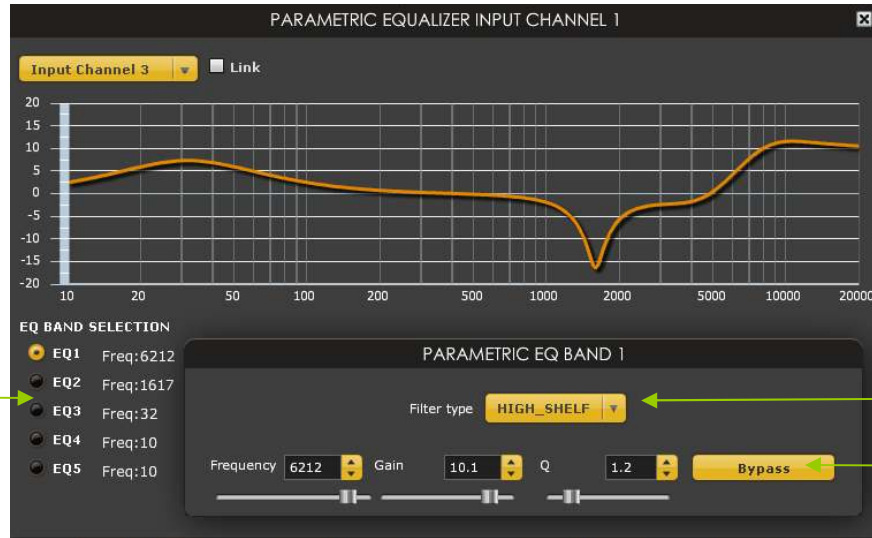 PARAMETRIC EQUALIZER INPUT CHANNEL 1
Input Channel 3 Link
20
15
10
5
0
-5
-10
-15
-20
10 20 50 100 200 500 1000 2000 5000 10000 20000
EQ BAND SELECTION
EQ1 Freq:6212
EQ2 Freq:1617
EQ3 Freq:32
EQ4 Freq:10
EQ5 Freq:10
PARAMETRIC EQ BAND 1
Filter type HIGH_SHELF
Frequency 6212 Gain 10.1 Q 1.2 Bypass